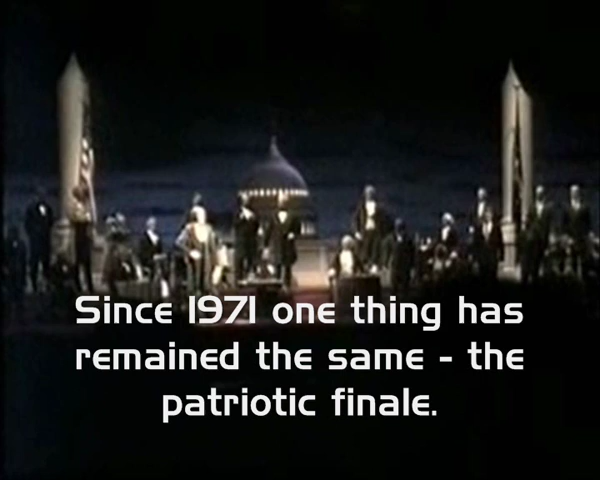 Since 1971 one thing has
remained the same - the
patriotic finale.